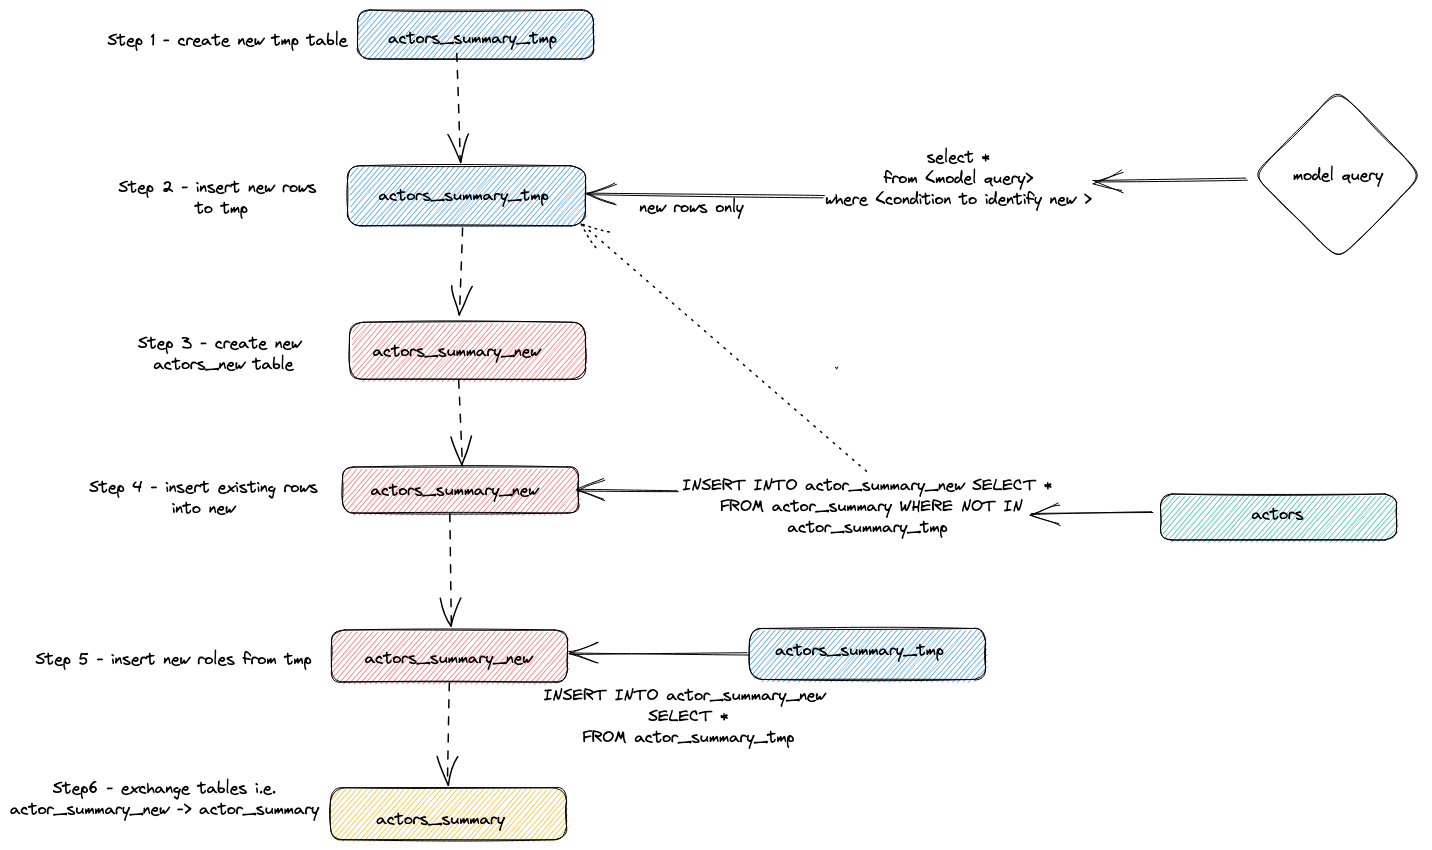 Step 1 - create new tmp table
actors_summary_tmp
Step 2 - insert new rows
to tmp
actors_summary_tmp
new rows only
select *
from <model query>
where <condition to identify new >
model query
Step 3 - create new
actors_new table
actors_summary_new
Step 4 - insert existing rows
into new
actors_summary_new
INSERT INTO actor_summary_new SELECT *
FROM actor_summary WHERE NOT IN
actor_summary_tmp
actors
Step 5 - insert new roles from tmp
actors_summary_new
actors_summary_tmp
INSERT INTO actor_summary_new
SELECT *
FROM actor_summary_tmp
Step6 - exchange tables i.e.
actor_summary_new -> actor_summary
actors_summary